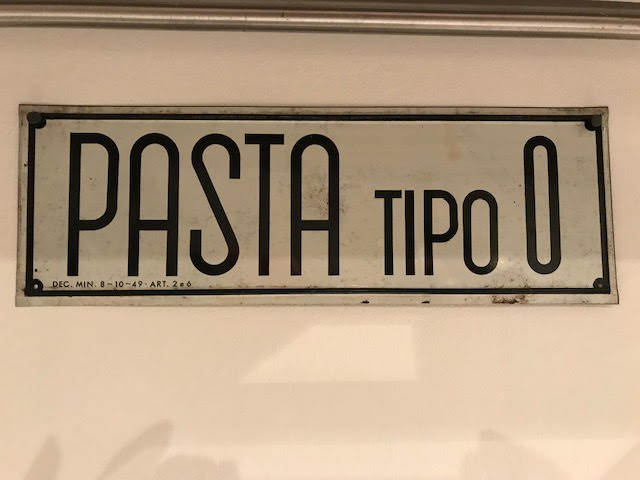 PASTA TIPO 0
DEC. MIN. 8-10-49-ART. 2 e 6